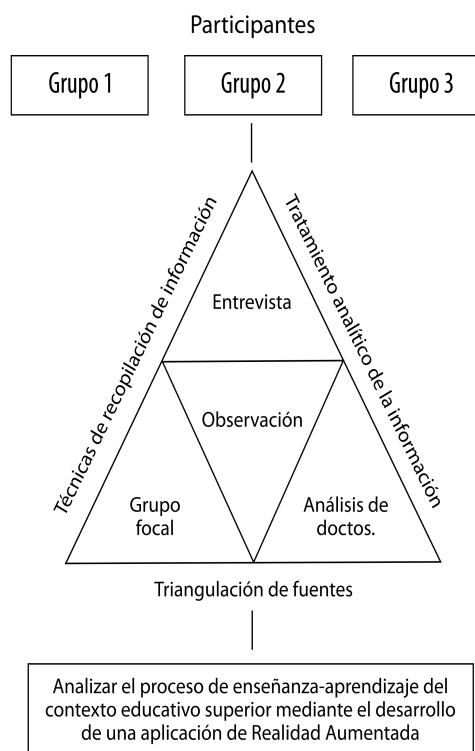 Participantes
Grupo 1
Grupo 2
Grupo 3
Técnicas de recopilación de información
Tratamiento analítico de la información
Entrevista
Observación
Grupo
focal
Análisis de
doctos.
Triangulación de fuentes
Analizar el proceso de enseñanza-aprendizaje del
contexto educativo superior mediante el desarrollo
de una aplicación de Realidad Aumentada